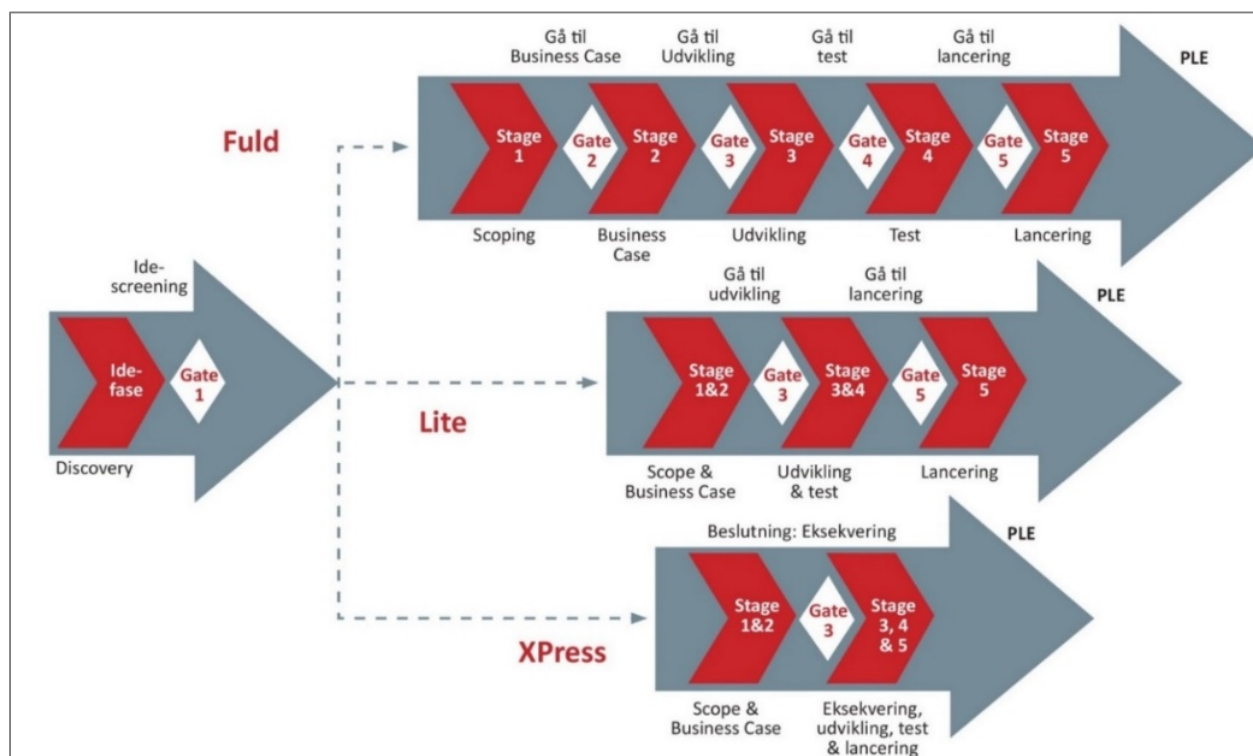 Ide-
screening
Ide-
fase
Gate
1
Discovery
Fuld
Gå til
Business Case
Gå til
Udvikling
Gå til
test
Gå til
lancering
PLE
Stage
1
Gate
2
Stage
2
Gate
3
Stage
3
Gate
4
Stage
4
Gate
5
Stage
5
Scoping
Business
Case
Udvikling
Test
Lancering
Lite
Gå til
udvikling
Gå til
lancering
PLE
Stage
1&2
Gate
3
Stage
3&4
Gate
5
Stage
5
Scope &
Business Case
Udvikling
& test
Lancering
XPress
Beslutning: Eksekvering
PLE
Stage
1&2
Gate
3
Stage
3, 4
& 5
Scope &
Business Case
Eksekvering,
udvikling, test
& lancering